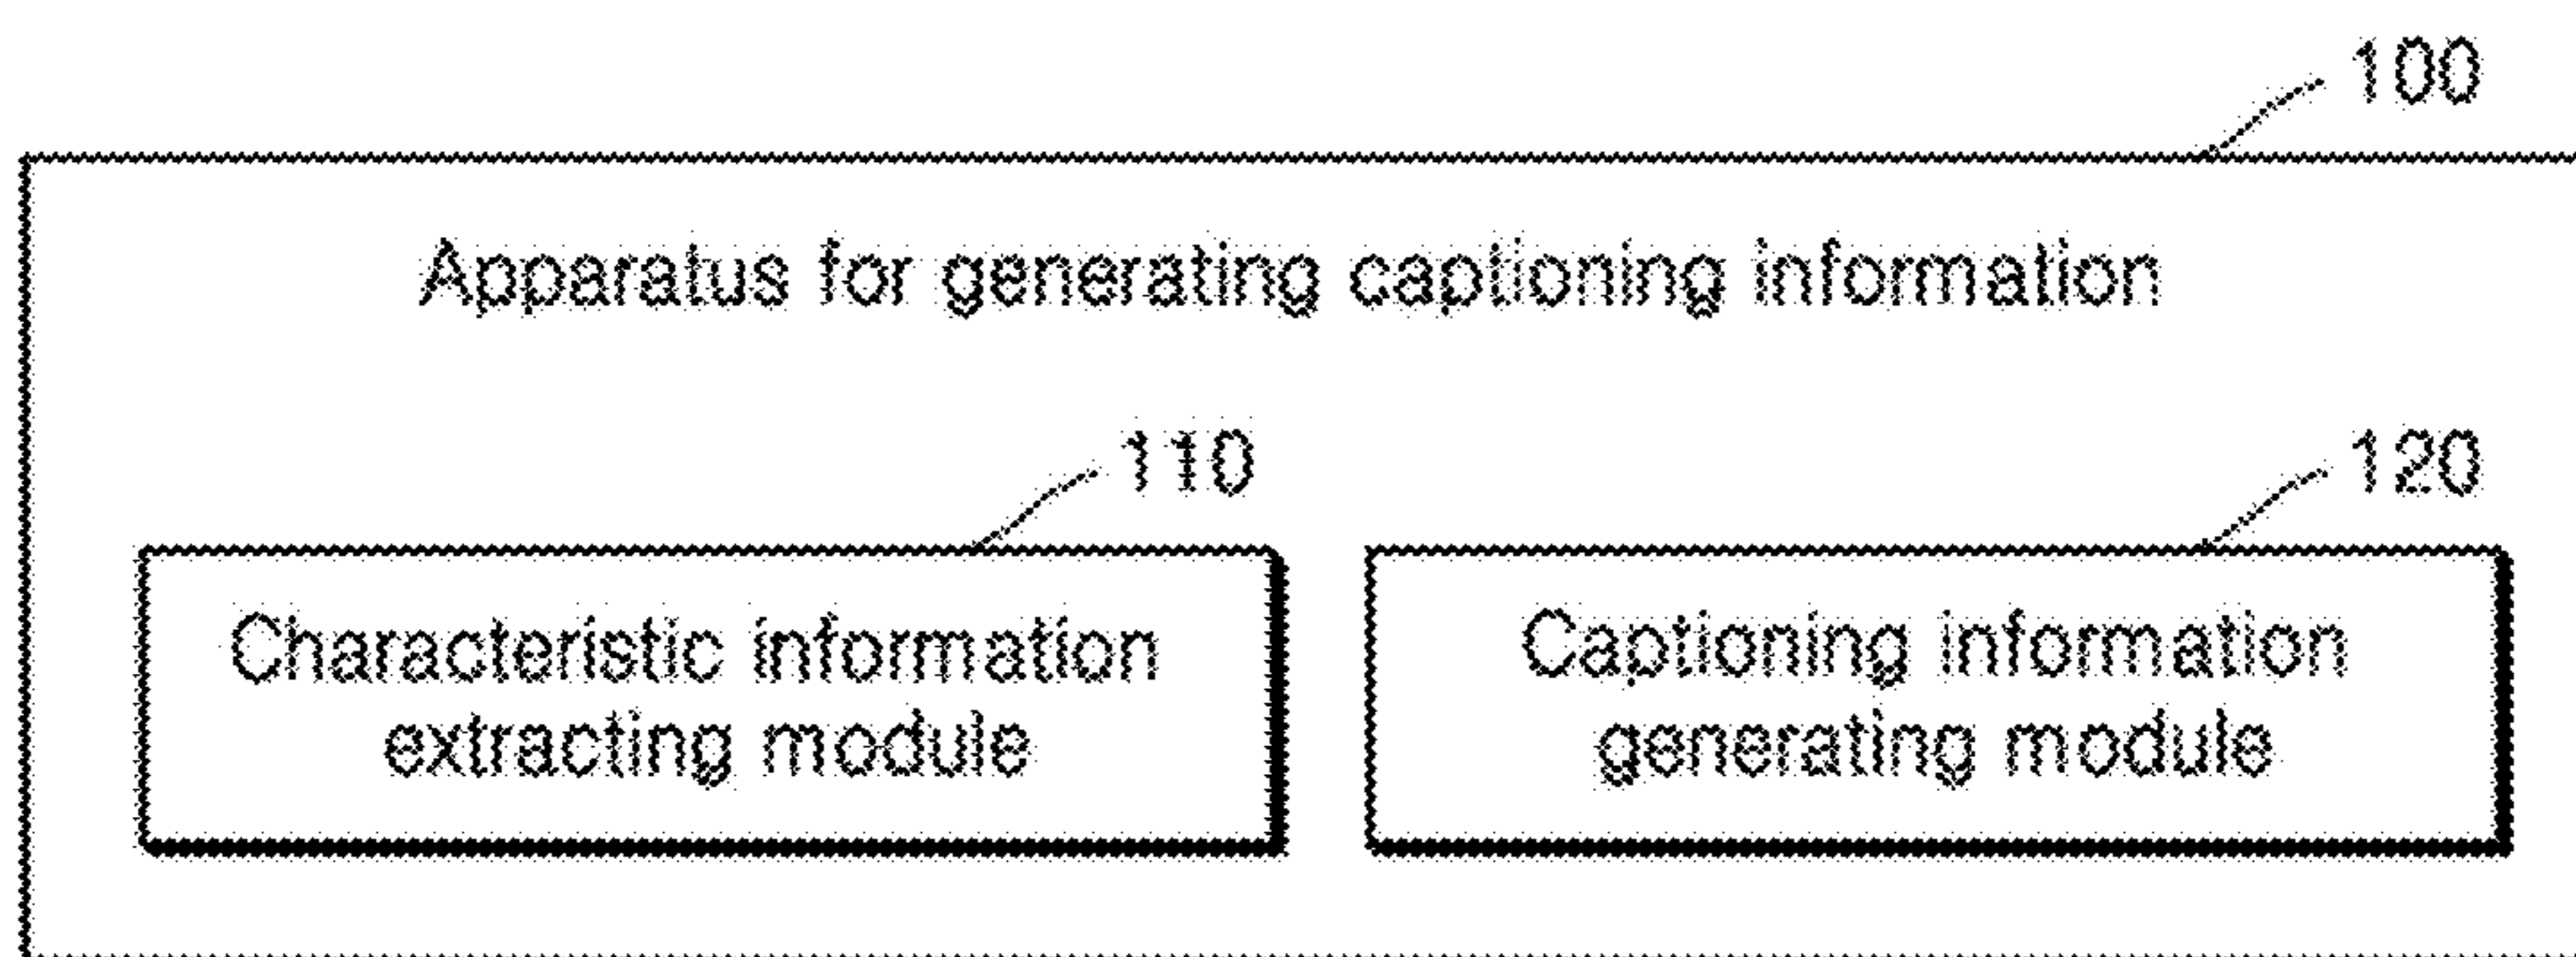 100
Apparatus for generating captioning information
110
120
Characteristic information
extracting module
Captioning information
generating module